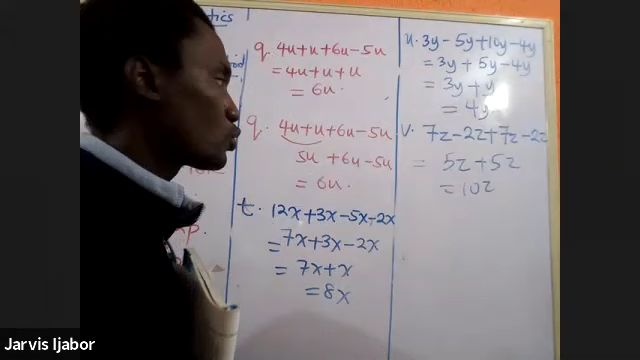 tics
q. 4u+u+6u-5u
= 4u+u+u
= 6u.
q. 4u+u+6u-5u
5u + 6u-5u
= 6u.
t. 12x+3x-5x-2x
= 7x+3x-2x
= 7x+x
= 8x
u. 3y-5y+10y-4y
= 3y+5y-4y
= 3y+y
= 4y
v. 7z-2z+7z-2z
= 5z+5z
= 10z
Jarvis Ijabor